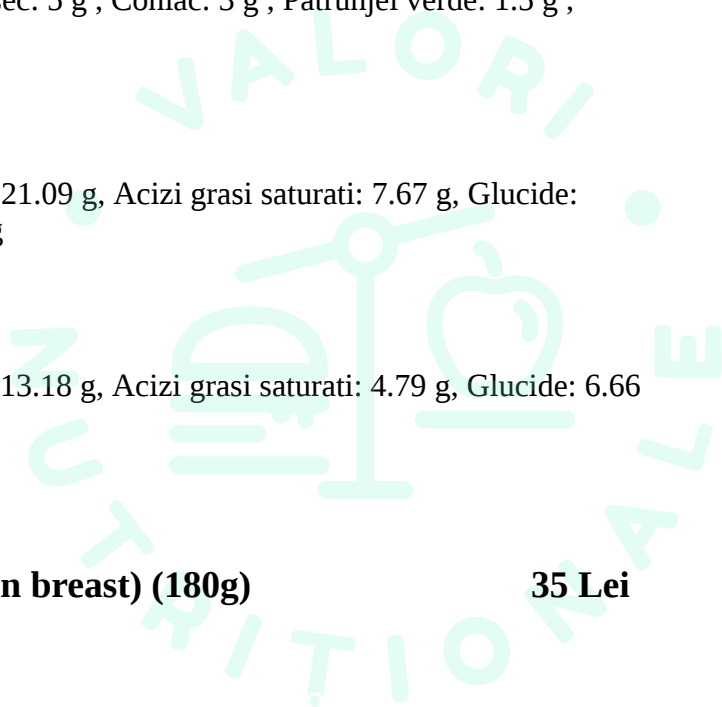 sec: 5 g , Coniac: 3 g , Patrunjel verde: 1.5 g ,
21.09 g, Acizi grasi saturati: 7.67 g, Glucide:
g
13.18 g, Acizi grasi saturati: 4.79 g, Glucide: 6.66
n breast) (180g) 35 Lei
VALORI
NUTRITIONALE